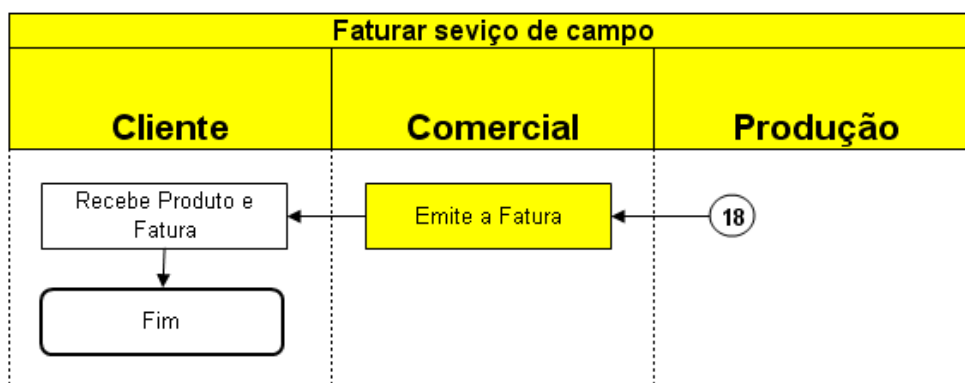 Faturar seviço de campo
Cliente
Comercial
Produção
Recebe Produto e
Fatura
Emite a Fatura
18
Fim